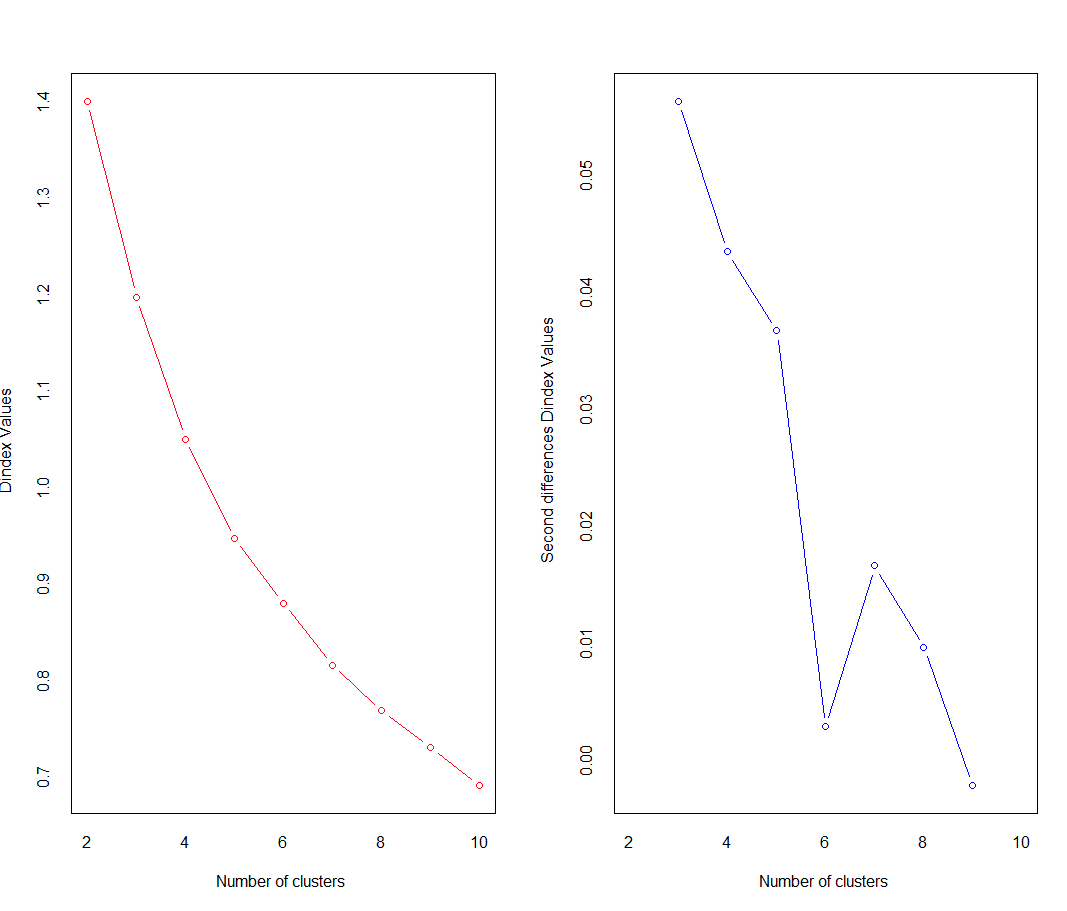 Dindex Values
1.4
1.3
1.2
1.1
1.0
0.9
0.8
0.7
2 4 6 8 10
Number of clusters
Second differences Dindex Values
0.05
0.04
0.03
0.02
0.01
0.00
2 4 6 8 10
Number of clusters